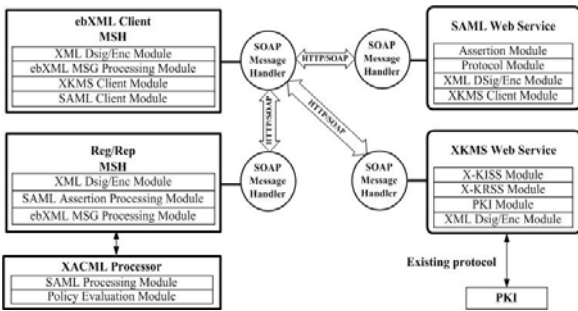 ebXML Client
MSH
XML Dsig/Enc Module
ebXML MSG Processing Module
XKMS Client Module
SAML Client Module
SOAP
Message
Handler
HTTP/SOAP
SOAP
Message
Handler
SAML Web Service
Assertion Module
Protocol Module
XML DSig/Enc Module
XKMS Client Module
HTTP/SOAP
HTTP/SOAP
Reg/Rep
MSH
XML Dsig/Enc Module
SAML Assertion Processing Module
ebXML MSG Processing Module
SOAP
Message
Handler
SOAP
Message
Handler
XKMS Web Service
X-KISS Module
X-KRSS Module
PKI Module
XML Dsig/Enc Module
XACML Processor
SAML Processing Module
Policy Evaluation Module
Existing protocol
PKI